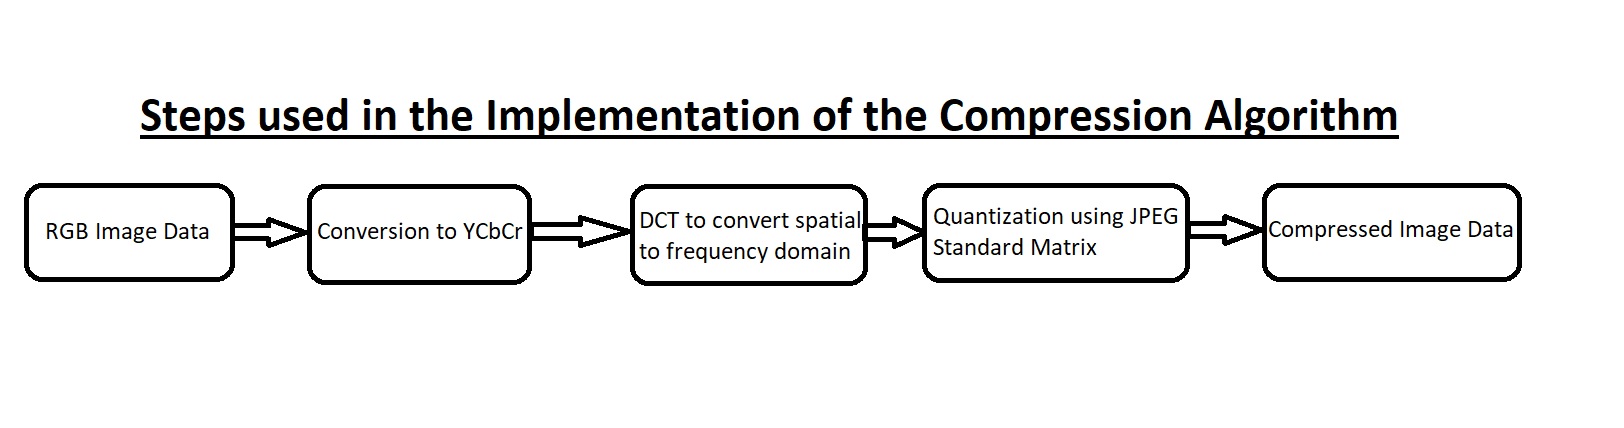 Steps used in the Implementation of the Compression Algorithm
RGB Image Data
Conversion to YCbCr
DCT to convert spatial
to frequency domain
Quantization using JPEG
Standard Matrix
Compressed Image Data